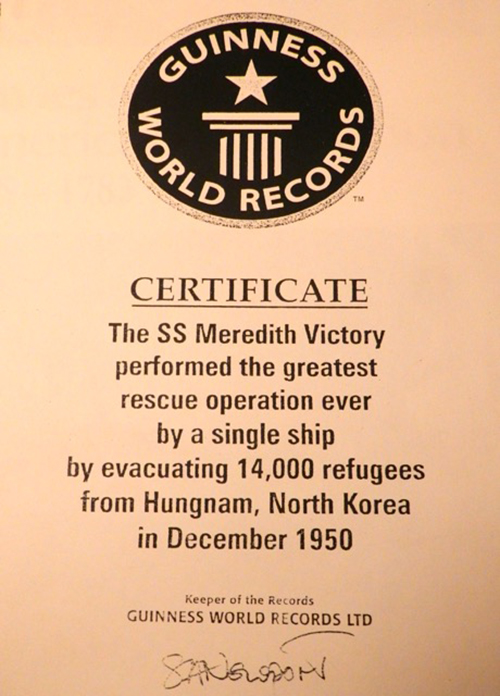 GUINNESS
WORLD RECORDS
TM
CERTIFICATE
The SS Meredith Victory
performed the greatest
rescue operation ever
by a single ship
by evacuating 14,000 refugees
from Hungnam, North Korea
in December 1950
Keeper of the Records
GUINNESS WORLD RECORDS LTD